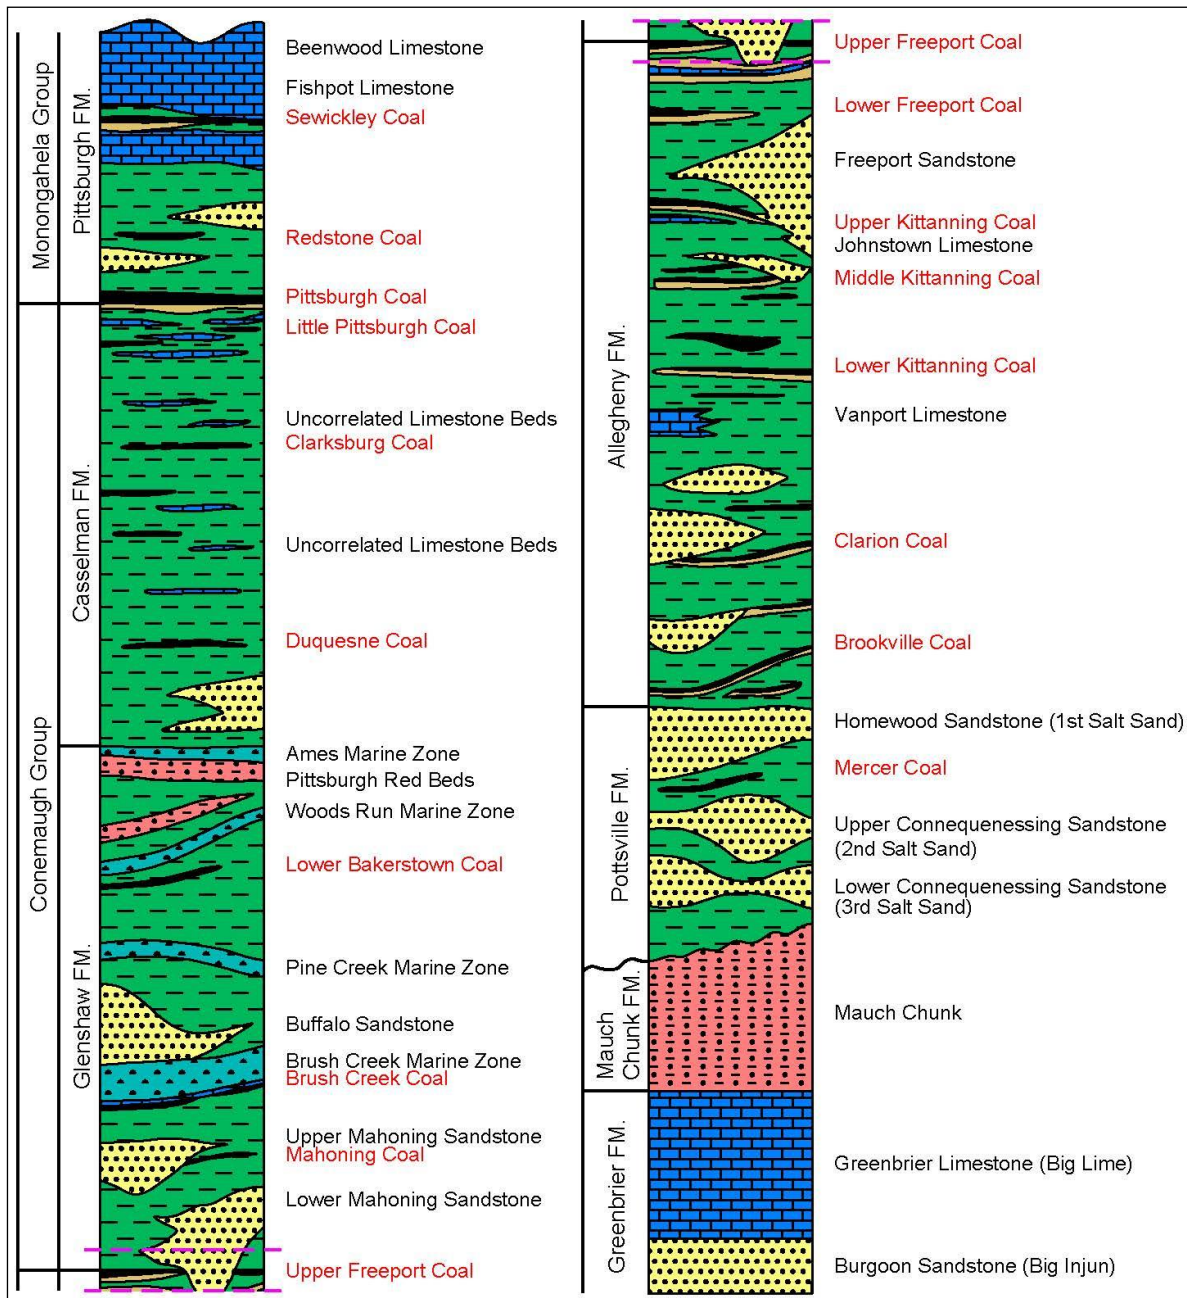 Monongahela Group
Pittsburgh FM.
Conemaugh Group
Casselman FM.
Glenshaw FM.
Beenwood Limestone
Fishpot Limestone
Sewickley Coal
Redstone Coal
Pittsburgh Coal
Little Pittsburgh Coal
Uncorrelated Limestone Beds
Clarksburg Coal
Uncorrelated Limestone Beds
Duquesne Coal
Ames Marine Zone
Pittsburgh Red Beds
Woods Run Marine Zone
Lower Bakerstown Coal
Pine Creek Marine Zone
Buffalo Sandstone
Brush Creek Marine Zone
Brush Creek Coal
Upper Mahoning Sandstone
Mahoning Coal
Lower Mahoning Sandstone
Upper Freeport Coal
Allegheny FM.
Pottsville FM.
Mauch
Chunk FM.
Greenbrier FM.
Upper Freeport Coal
Lower Freeport Coal
Freeport Sandstone
Upper Kittanning Coal
Johnstown Limestone
Middle Kittanning Coal
Lower Kittanning Coal
Vanport Limestone
Clarion Coal
Brookville Coal
Homewood Sandstone (1st Salt Sand)
Mercer Coal
Upper Connequenessing Sandstone
(2nd Salt Sand)
Lower Connequenessing Sandstone
(3rd Salt Sand)
Mauch Chunk
Greenbrier Limestone (Big Lime)
Burgoon Sandstone (Big Injun)